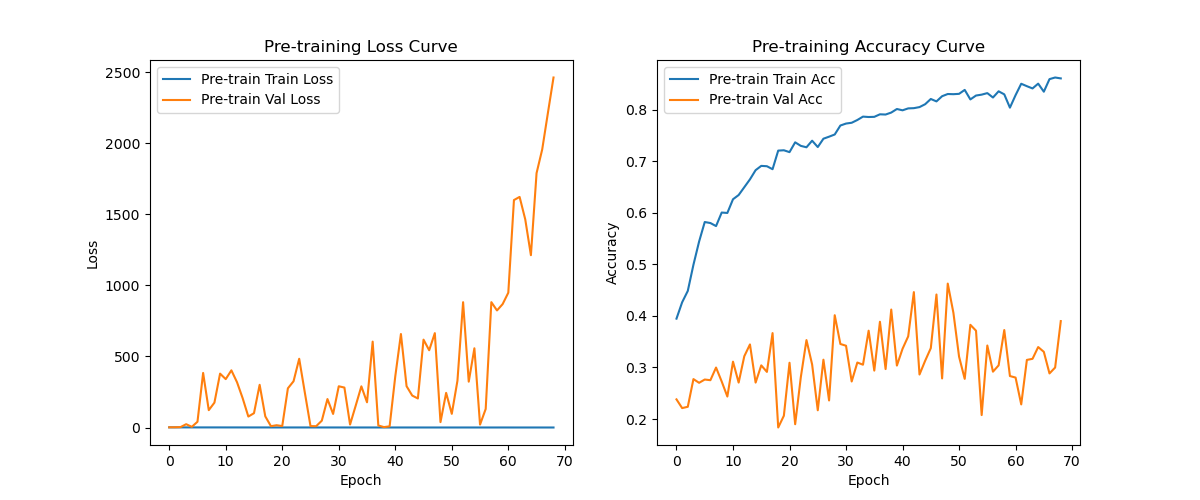 Pre-training Loss Curve
Pre-train Train Loss
Pre-train Val Loss
2500
2000
1500
1000
500
0
Loss
0 10 20 30 40 50 60 70
Epoch
Pre-training Accuracy Curve
Pre-train Train Acc
Pre-train Val Acc
0.8
0.7
0.6
0.5
0.4
0.3
0.2
Accuracy
0 10 20 30 40 50 60 70
Epoch